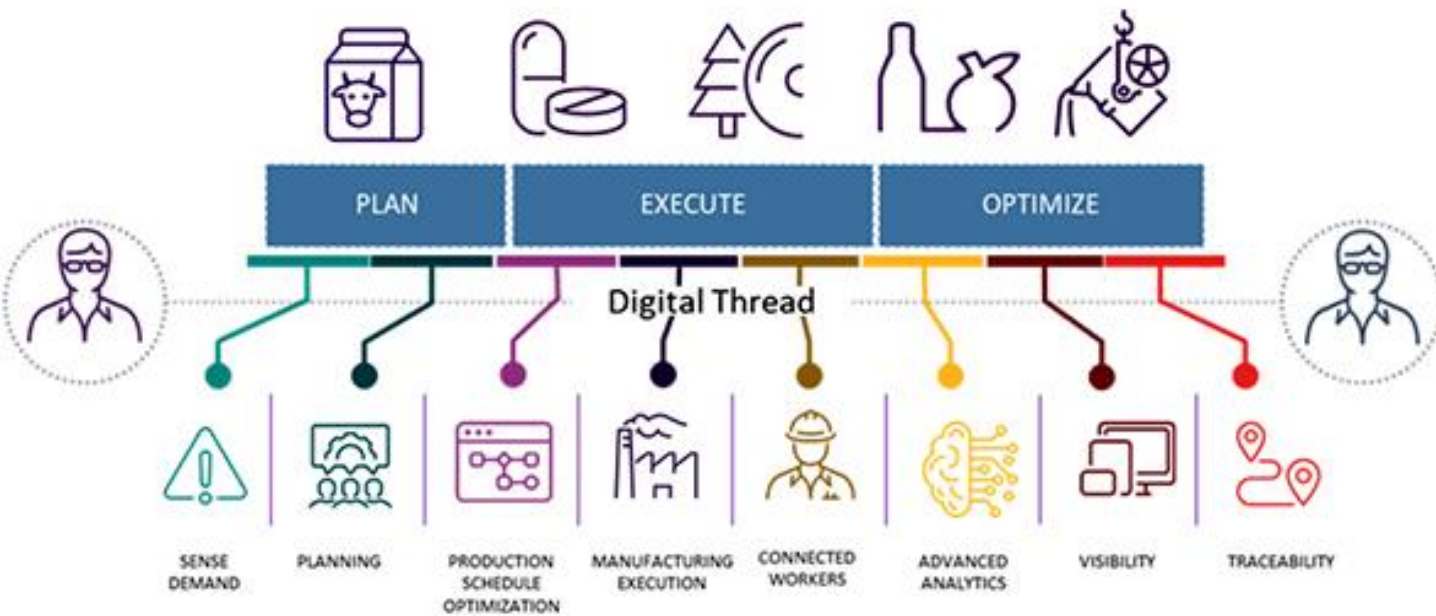 PLAN
EXECUTE
OPTIMIZE
Digital Thread
SENSE
DEMAND
PLANNING
PRODUCTION
SCHEDULE
OPTIMIZATION
MANUFACTURING
EXECUTION
CONNECTED
WORKERS
ADVANCED
ANALYTICS
VISIBILITY
TRACEABILITY